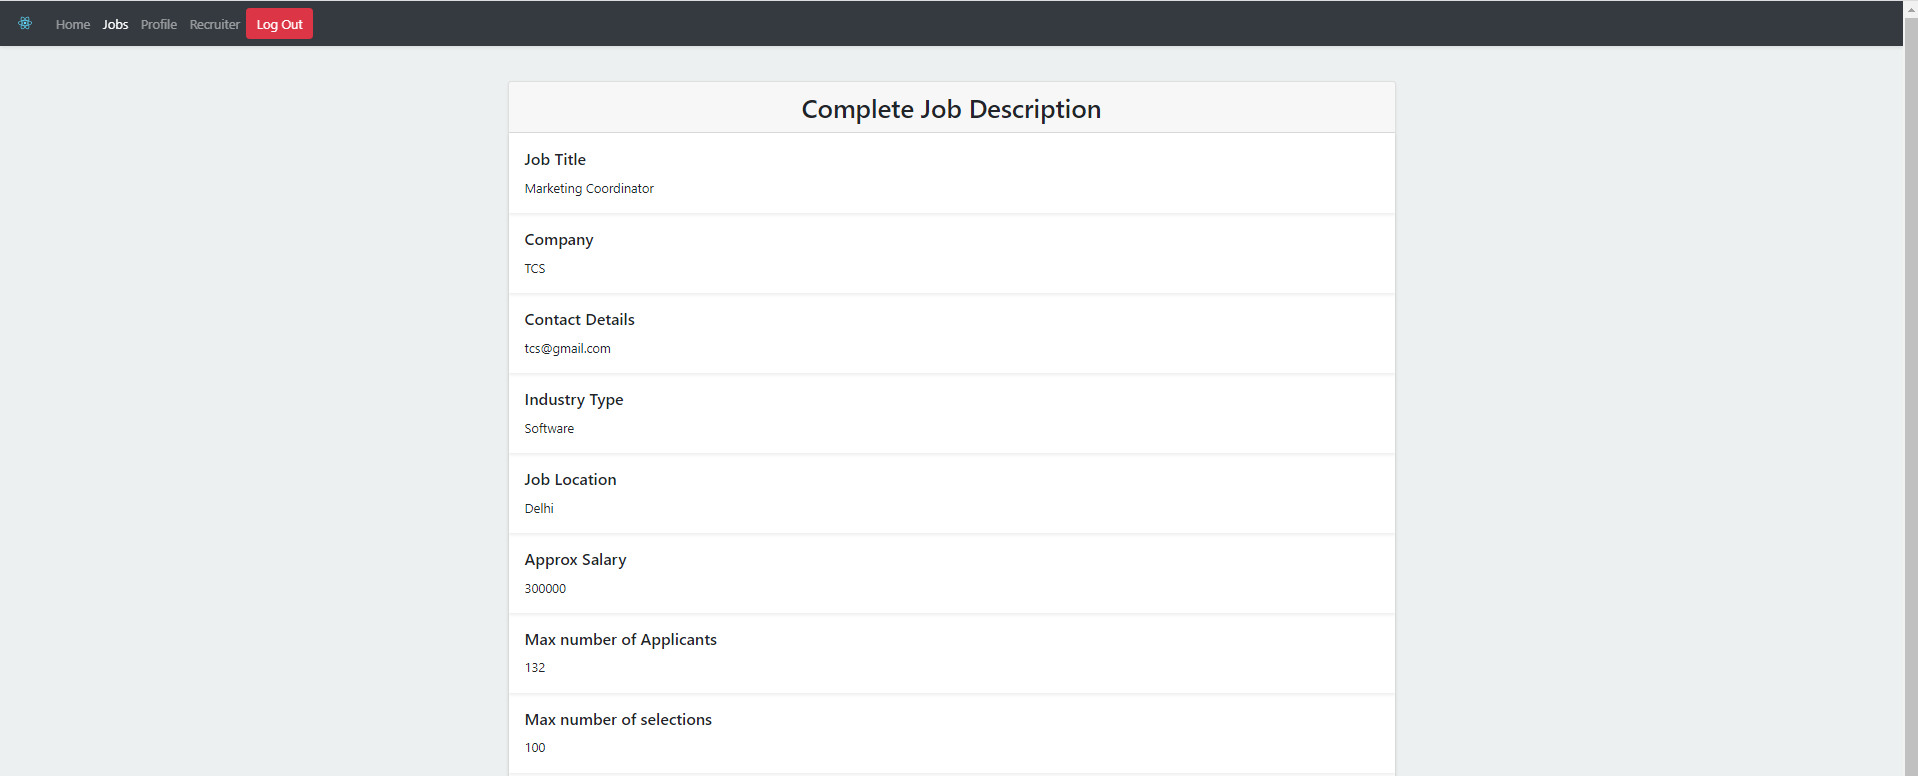 Home Jobs Profile Recruiter Log Out
Complete Job Description
Job Title
Marketing Coordinator
Company
TCS
Contact Details
tcs@gmail.com
Industry Type
Software
Job Location
Delhi
Approx Salary
300000
Max number of Applicants
132
Max number of selections
100